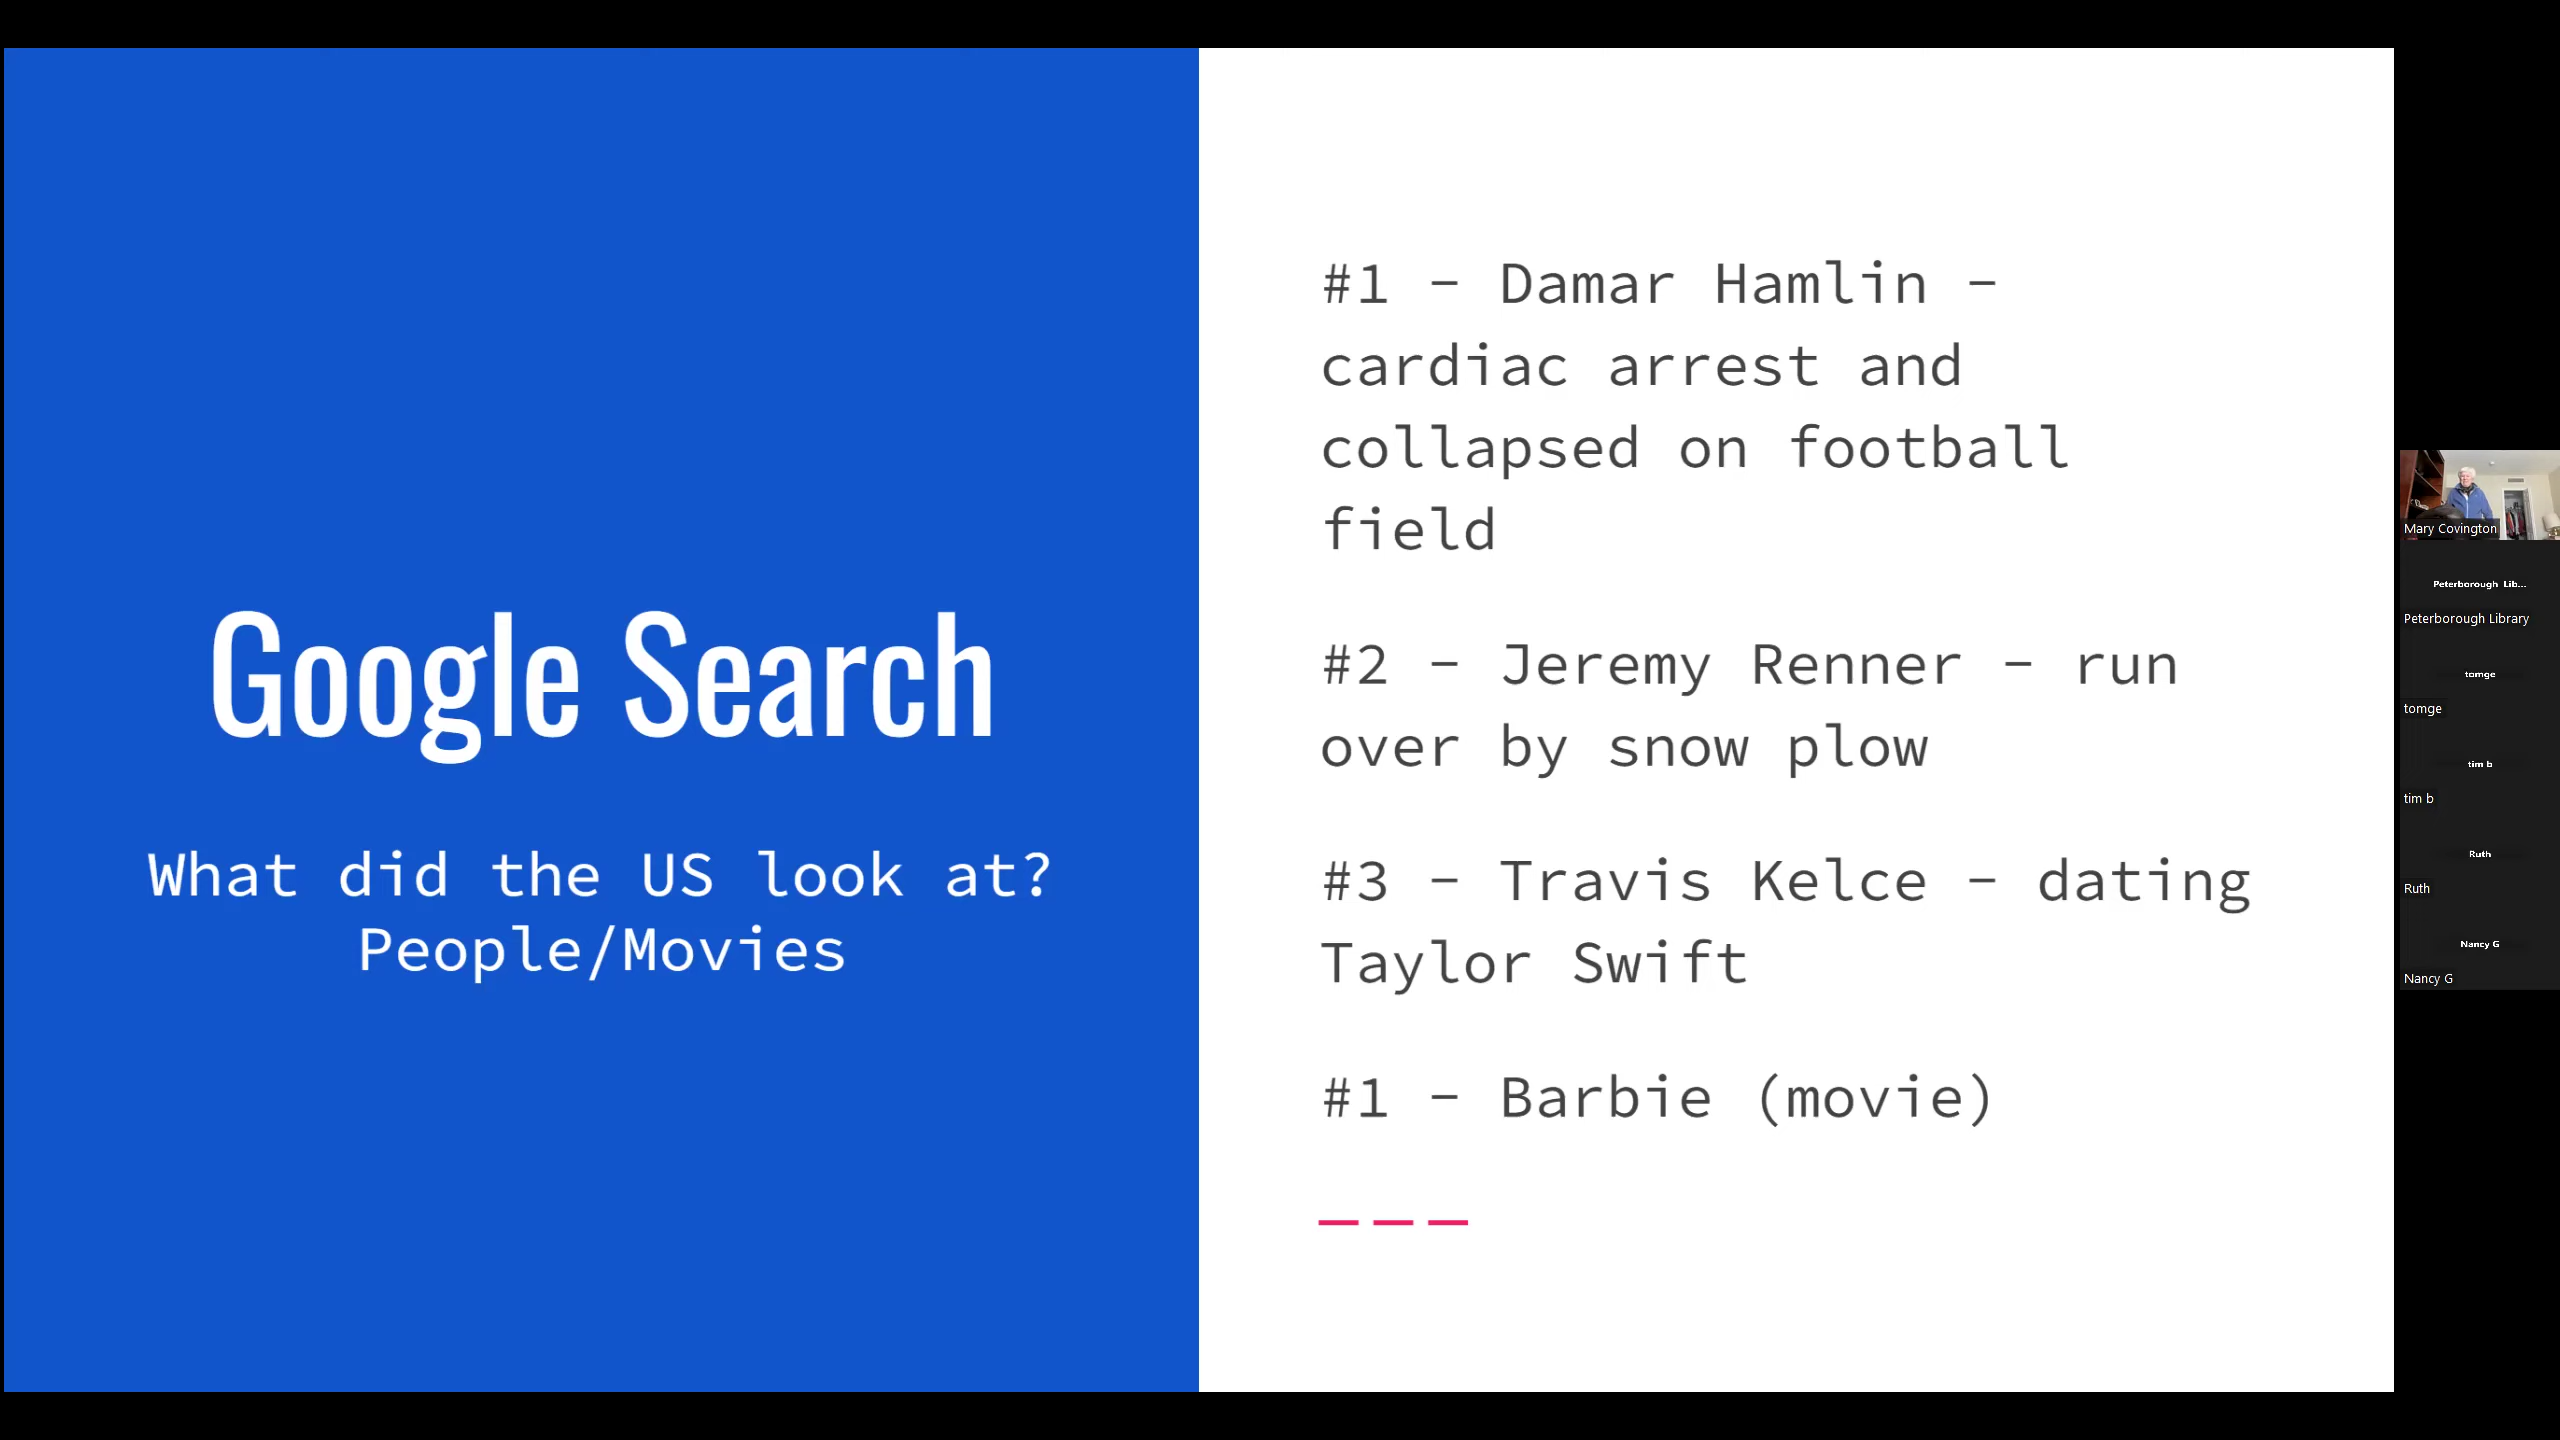 Google Search
What did the US look at?
People/Movies
#1 - Damar Hamlin -
cardiac arrest and
collapsed on football
field
#2 - Jeremy Renner - run
over by snow plow
#3 - Travis Kelce - dating
Taylor Swift
#1 - Barbie (movie)
Mary Covington
Peterborough Lib...
Peterborough Library
tomge
tomge
tim b
tim b
Ruth
Ruth
Nancy G
Nancy G